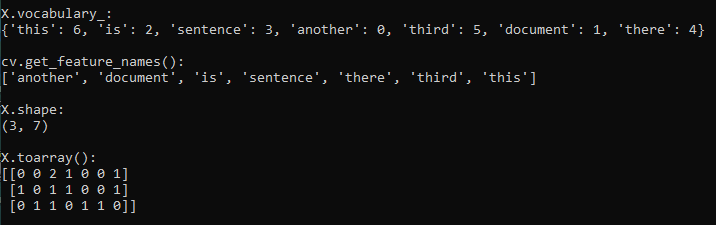 X.vocabulary_:
{'this': 6, 'is': 2, 'sentence': 3, 'another': 0, 'third': 5, 'document': 1, 'there': 4}
cv.get_feature_names():
['another', 'document', 'is', 'sentence', 'there', 'third', 'this']
X.shape:
(3, 7)
X.toarray():
[[0 0 2 1 0 0 1]
 [1 0 1 1 0 0 1]
 [0 1 1 0 1 1 0]]